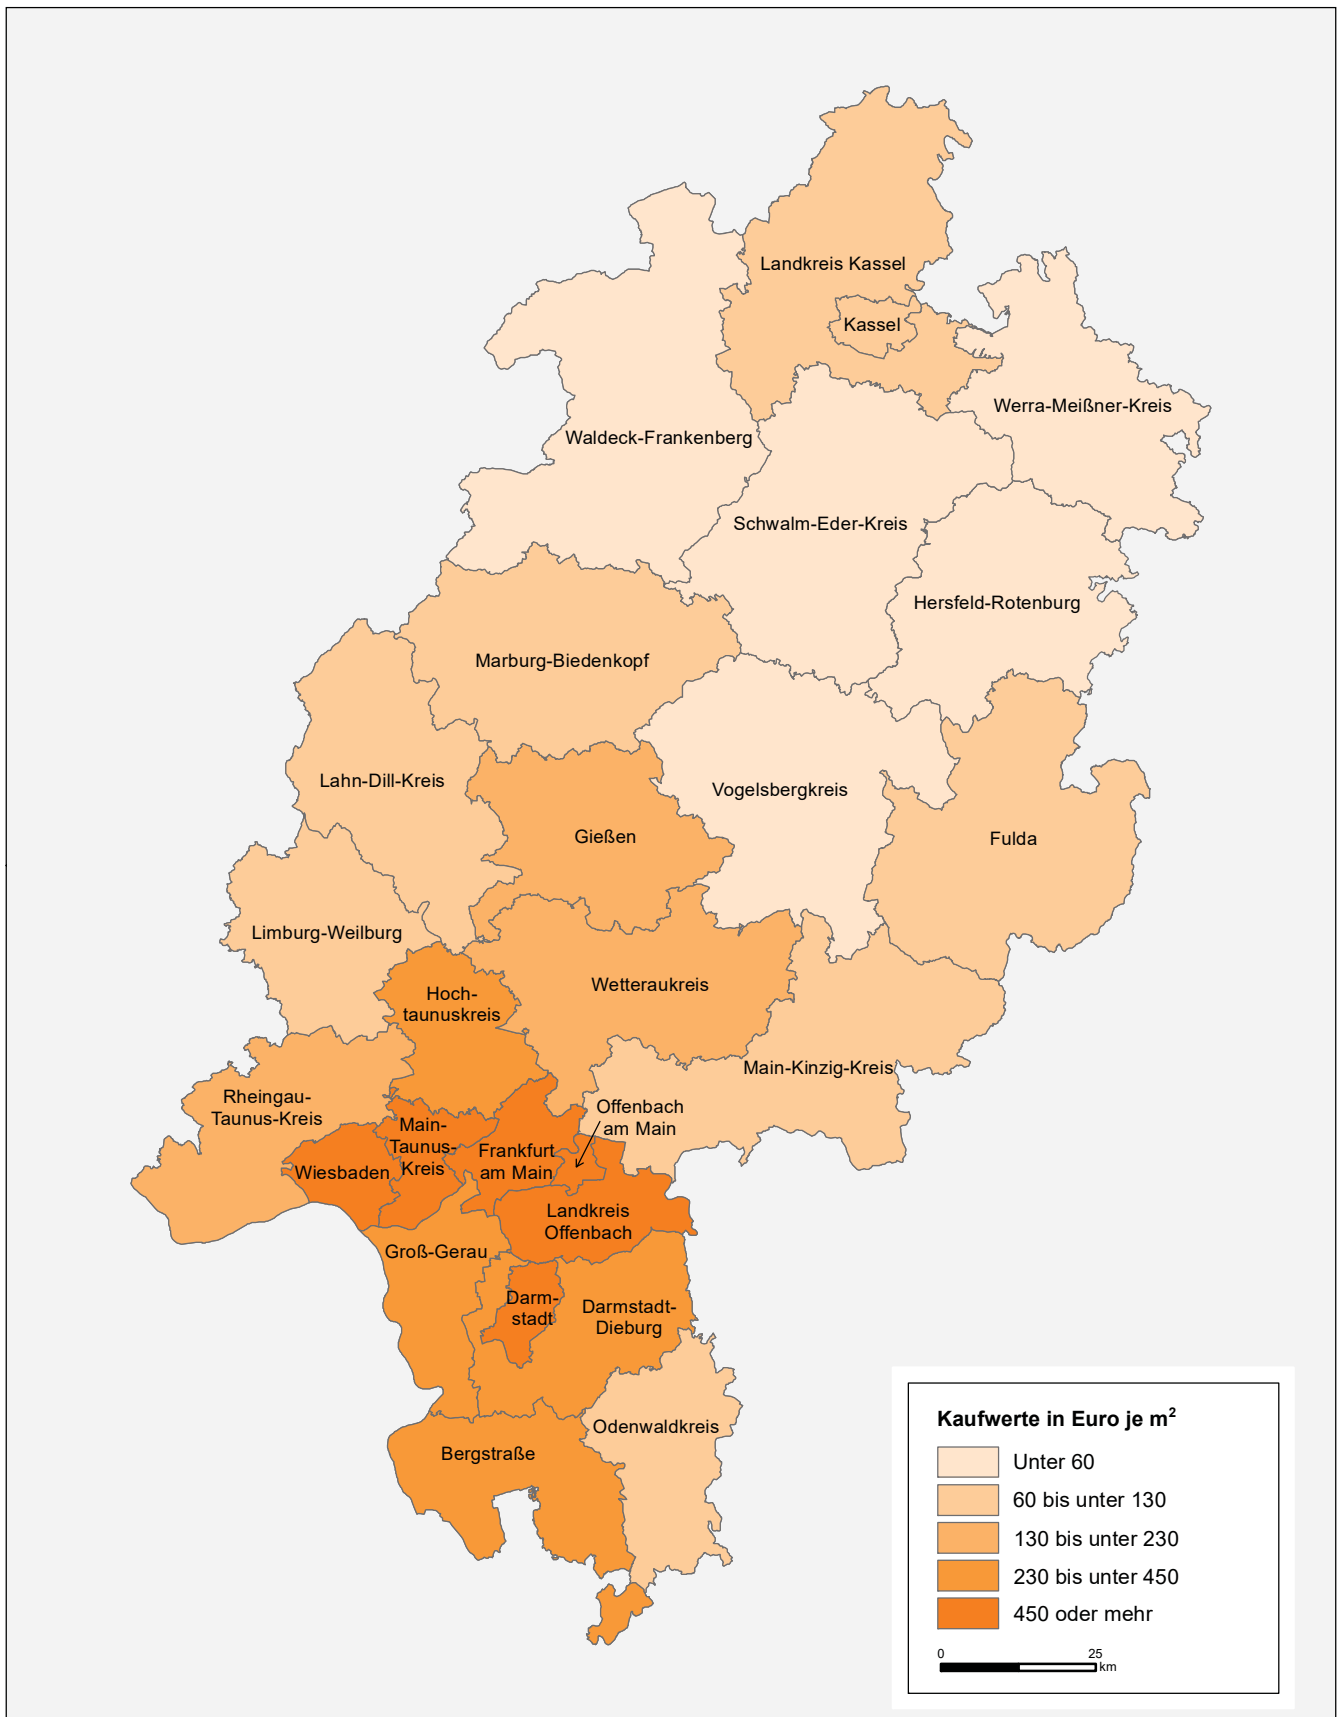 Landkreis Kassel
Kassel
Werra-Meißner-Kreis
Waldeck-Frankenberg
Schwalm-Eder-Kreis
Hersfeld-Rotenburg
Marburg-Biedenkopf
Lahn-Dill-Kreis
Vogelsbergkreis
Gießen
Fulda
Limburg-Weilburg
Wetteraukreis
Hoch-
taunuskreis
Main-Kinzig-Kreis
Rheingau-
Taunus-Kreis
Offenbach
am Main
Main-
Taunus-
Kreis
Frankfurt
am Main
Wiesbaden
Landkreis
Offenbach
Groß-Gerau
Darm-
stadt
Darmstadt-
Dieburg
Odenwaldkreis
Bergstraße
Kaufwerte in Euro je m²
Unter 60
60 bis unter 130
130 bis unter 230
230 bis unter 450
450 oder mehr
0 25
km